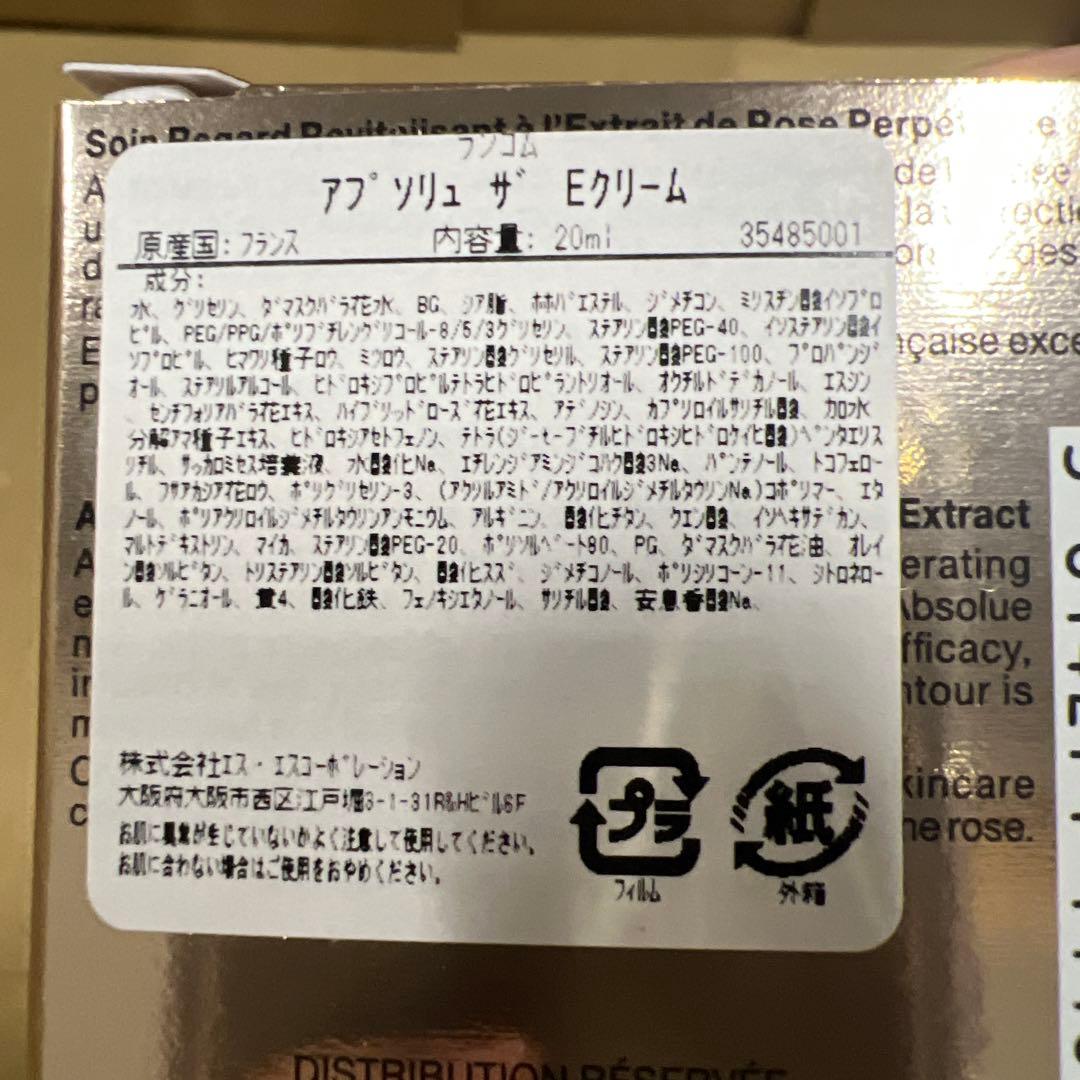 Soin Regard Revitalisant à l'Extrait de Rose Perpé
ランコム
アプソリュ ザ Eクリーム
原産国: フランス 内容量: 20ml 35485001
成分:
水、グリセリン、ダマスクバラ花水、BG、シア脂、ホホバエステル、ジメチコン、ミリスチン酸イソプロ
ピル、PEG/PPG/ポリブチレングリコール-8/5/3グリセリン、ステアリン酸PEG-40、イソステアリン酸イ
ソプロピル、ヒマワリ種子ロウ、ミツロウ、ステアリン酸グリセリル、ステアリン酸PEG-100、プロパンジ
オール、ステアリルアルコール、ヒドロキシプロピルテトラヒドロピラントリオール、オクチルドデカノール、エスシン
、センチフォリアバラ花エキス、ハイブリッドローズ花エキス、アデノシン、カプリロイルサリチル酸、加水
分解アマ種子エキス、ヒドロキシアセトフェノン、テトラ(ジ-t-ブチルヒドロキシヒドロケイヒ酸)ペンタエリス
リチル、サッカロミセス培養液、水酸化Na、エチレンジアミンジコハク酸3Na、パンテノール、トコフェロー
ル、フサアカシア花ロウ、ポリグリセリン-3、(アクリルアミド/アクリロイルジメチルタウリンNa)コポリマー、エタ
ノール、ポリアクリロイルジメチルタウリンアンモニウム、アルギニン、酸化チタン、クエン酸、イソヘキサデカン、
マルトデキストリン、マイカ、ステアリン酸PEG-20、ポリソルベート80、PG、ダマスクバラ花油、オレイ
ン酸ソルビタン、トリステアリン酸ソルビタン、酸化スズ、ジメチコノール、ポリシリコーン-11、シトロネロー
ル、ゲラニオール、黄4、酸化鉄、フェノキシエタノール、サリチル酸、安息香酸Na、
株式会社エス・エスコーポレーション
大阪府大阪市西区江戸堀3-1-31R&Hビル6F
お肌に異常が生じていないかよく注意して使用してください。
お肌に合わない場合はご使用をおやめください。
プラ
フィルム
紙
外箱
çaise exce
Extract
erating
Absolue
fficacy,
ntour is
skincare
he rose.
DISTRIBUTION RÉSERVÉE